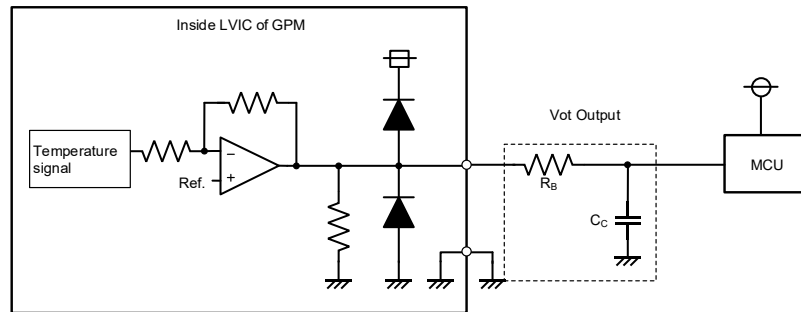 Inside LVIC of GPM
Vot Output
Temperature
signal
−
Ref.
+
R_B
C_C
MCU